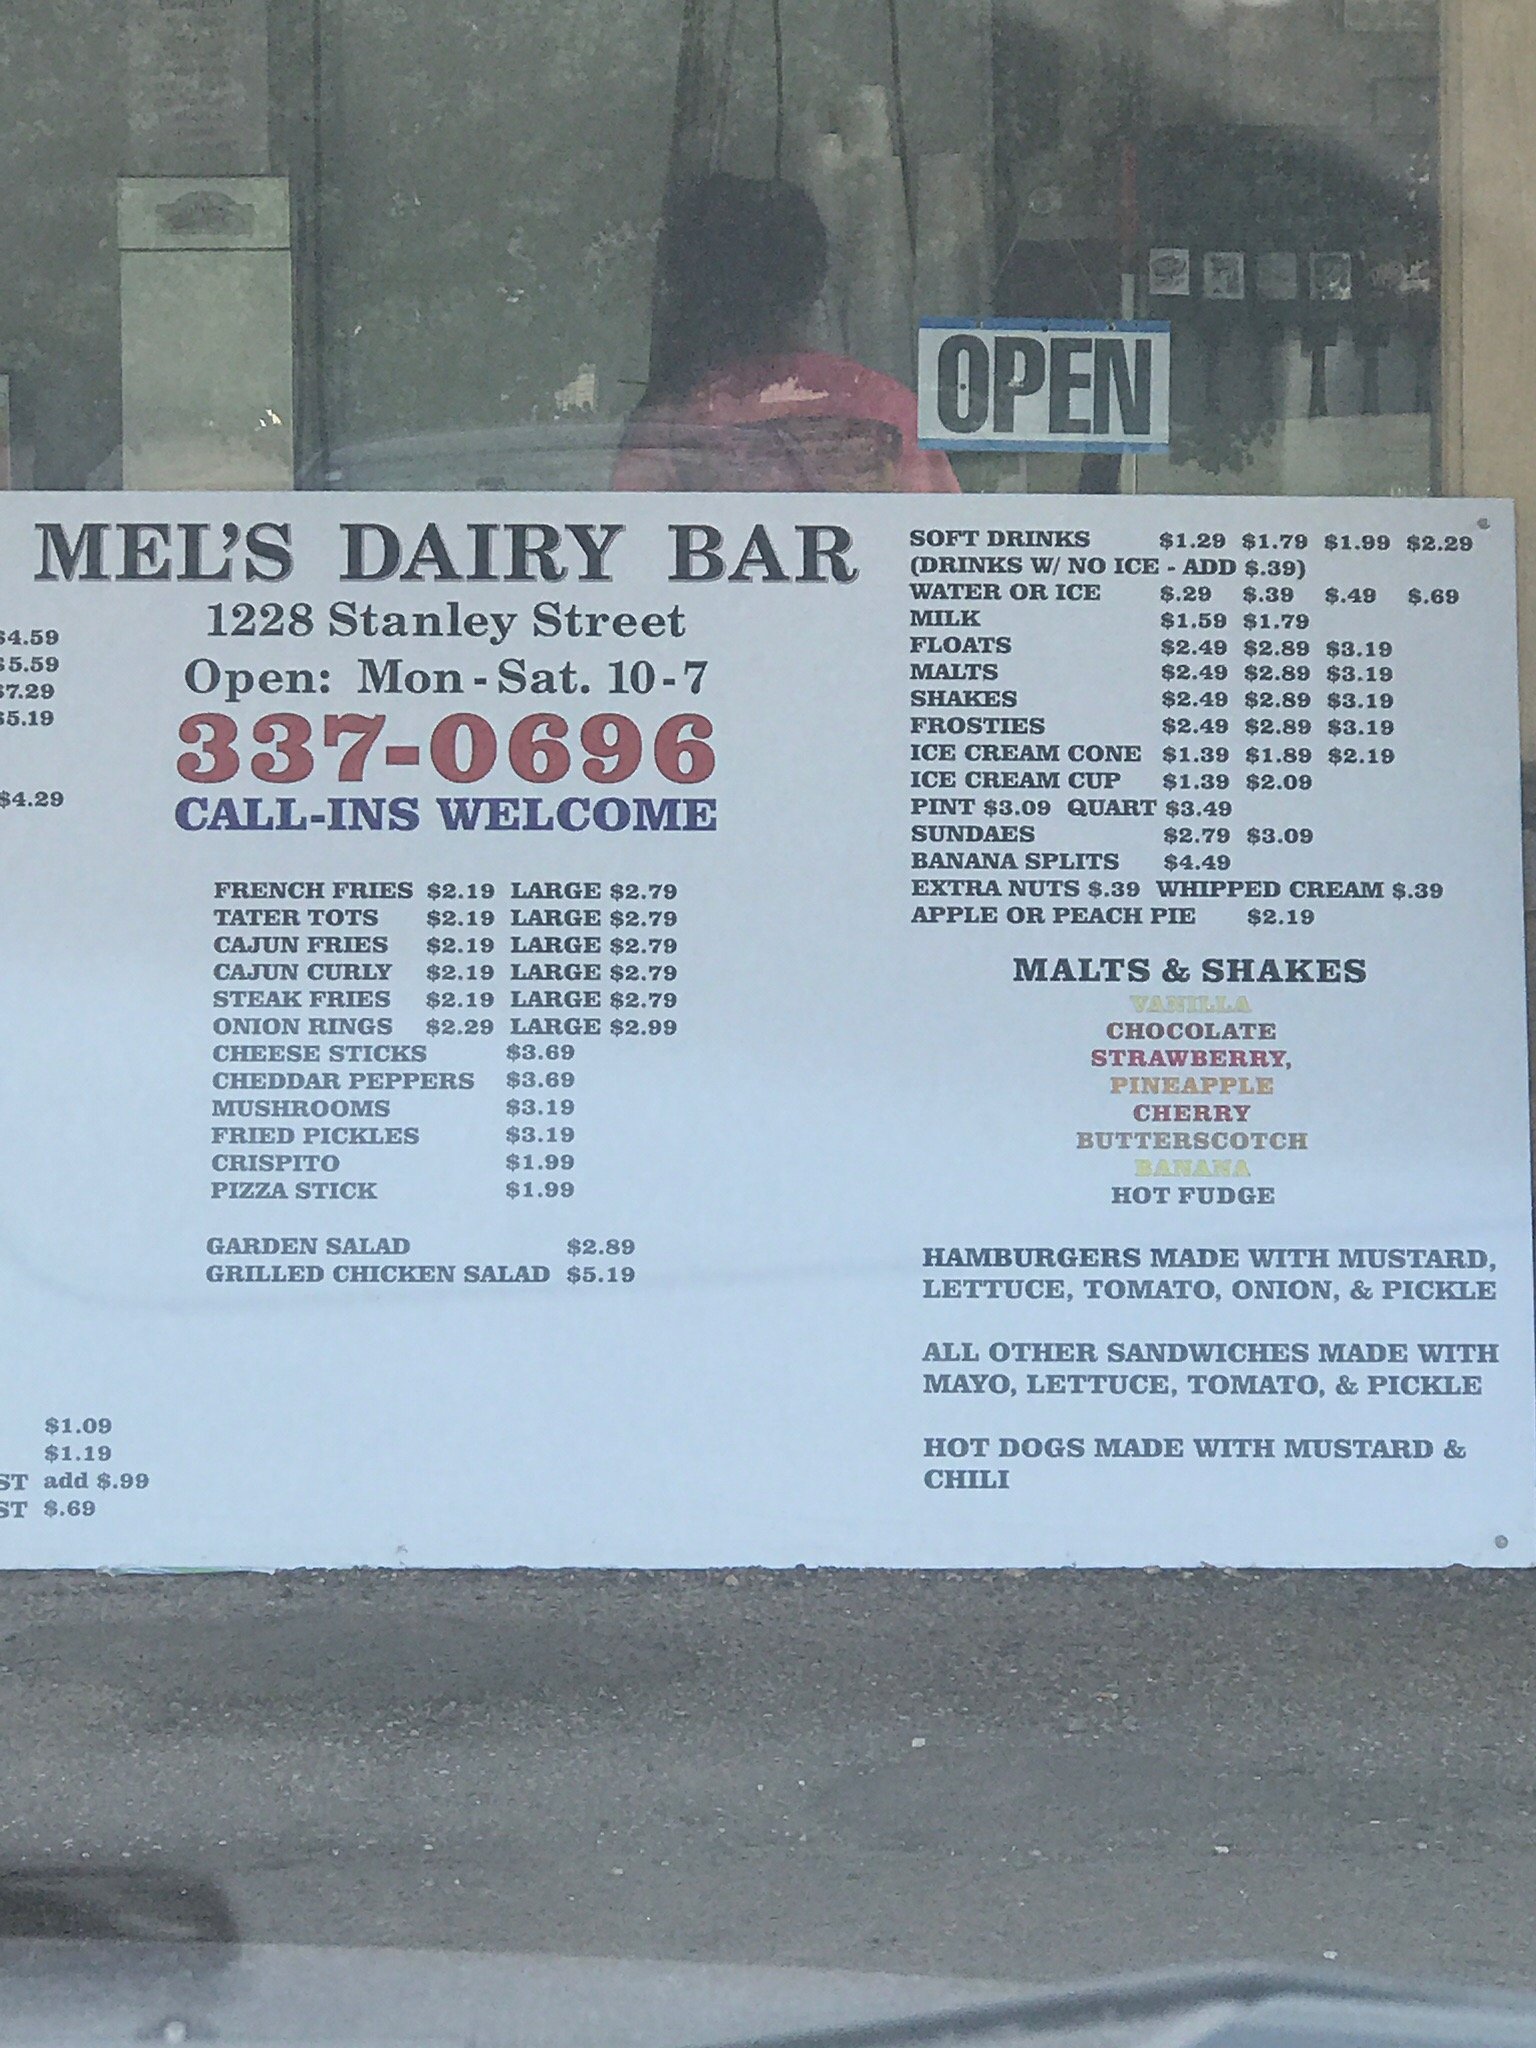 OPEN
MEL'S DAIRY BAR
1228 Stanley Street
Open: Mon - Sat. 10 - 7
337-0696
CALL-INS WELCOME
$4.59
$5.59
$7.29
$5.19
$4.29
FRENCH FRIES $2.19 LARGE $2.79
TATER TOTS $2.19 LARGE $2.79
CAJUN FRIES $2.19 LARGE $2.79
CAJUN CURLY $2.19 LARGE $2.79
STEAK FRIES $2.19 LARGE $2.79
ONION RINGS $2.29 LARGE $2.99
CHEESE STICKS $3.69
CHEDDAR PEPPERS $3.69
MUSHROOMS $3.19
FRIED PICKLES $3.19
CRISPITO $1.99
PIZZA STICK $1.99
GARDEN SALAD $2.89
GRILLED CHICKEN SALAD $5.19
$1.09
$1.19
ST add $.99
ST $.69
SOFT DRINKS $1.29 $1.79 $1.99 $2.29
(DRINKS W/ NO ICE - ADD $.39)
WATER OR ICE $.29 $.39 $.49 $.69
MILK $1.59 $1.79
FLOATS $2.49 $2.89 $3.19
MALTS $2.49 $2.89 $3.19
SHAKES $2.49 $2.89 $3.19
FROSTIES $2.49 $2.89 $3.19
ICE CREAM CONE $1.39 $1.89 $2.19
ICE CREAM CUP $1.39 $2.09
PINT $3.09 QUART $3.49
SUNDAES $2.79 $3.09
BANANA SPLITS $4.49
EXTRA NUTS $.39 WHIPPED CREAM $.39
APPLE OR PEACH PIE $2.19
MALTS & SHAKES
VANILLA
CHOCOLATE
STRAWBERRY,
PINEAPPLE
CHERRY
BUTTERSCOTCH
BANANA
HOT FUDGE
HAMBURGERS MADE WITH MUSTARD,
LETTUCE, TOMATO, ONION, & PICKLE
ALL OTHER SANDWICHES MADE WITH
MAYO, LETTUCE, TOMATO, & PICKLE
HOT DOGS MADE WITH MUSTARD &
CHILI